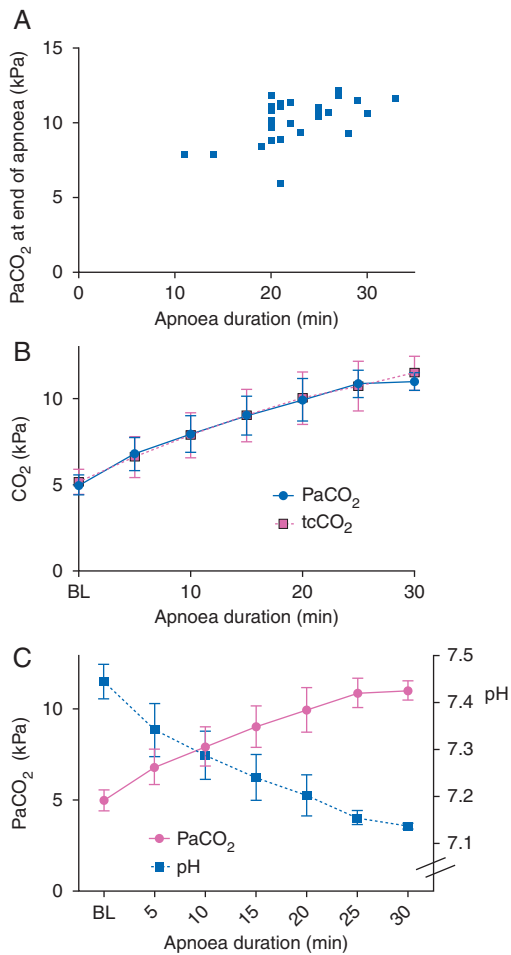 A
PaCO2 at end of apnoea (kPa)
15
10
5
0
0 10 20 30
Apnoea duration (min)
B
CO2 (kPa)
10
5
0
PaCO2
tcCO2
BL 10 20 30
Apnoea duration (min)
C
PaCO2 (kPa)
10
5
0
7.5
7.4
7.3
7.2
7.1
pH
PaCO2
pH
BL 5 10 15 20 25 30
Apnoea duration (min)